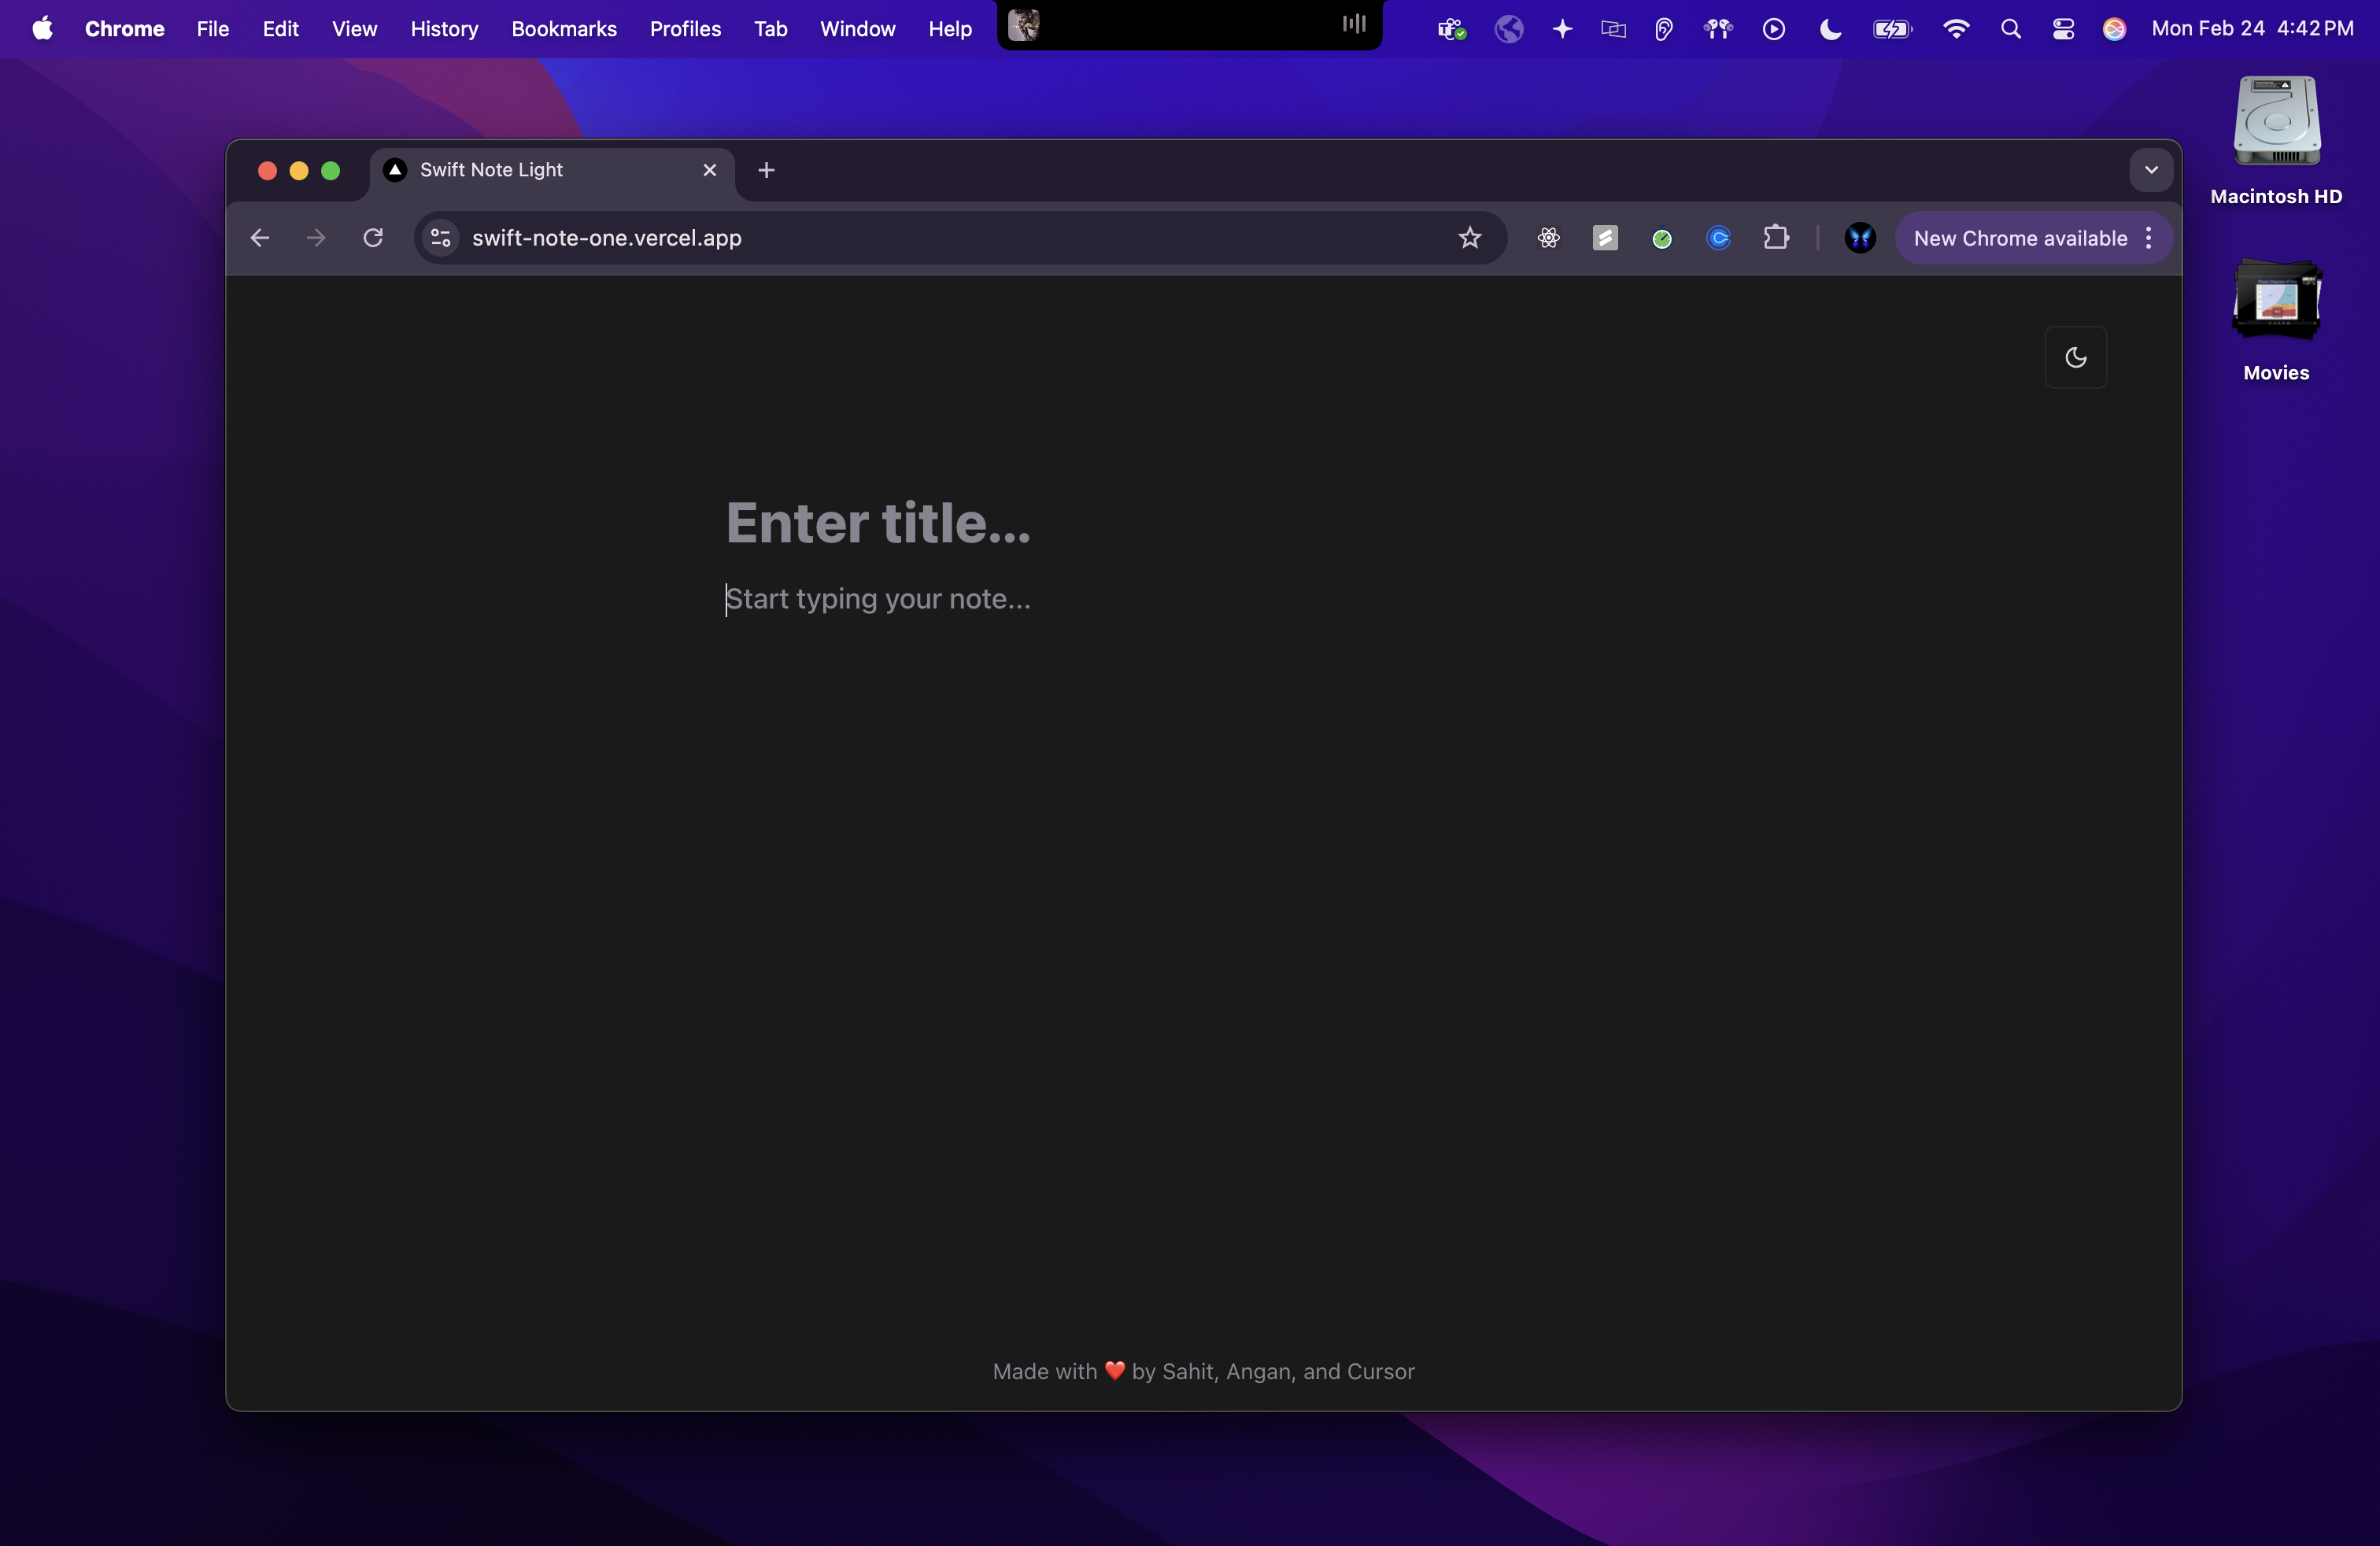 Chrome File Edit View History Bookmarks Profiles Tab Window Help Mon Feb 24 4:42 PM
Swift Note Light
swift-note-one.vercel.app New Chrome available
Macintosh HD
Movies
Enter title...
Start typing your note...
Made with ❤️ by Sahit, Angan, and Cursor